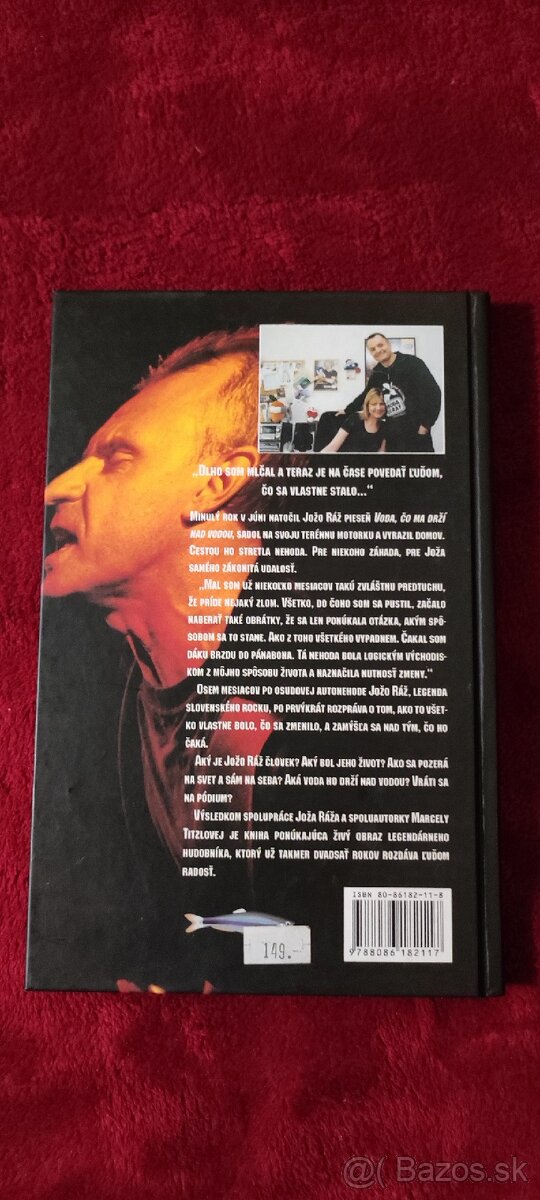 „DLHO SOM MLČAL A TERAZ JE NA ČASE POVEDAŤ ĽUĎOM,
ČO SA VLASTNE STALO...“
MINULÝ ROK V JÚNI NATOČIL JOŽO RÁŽ PIESEŇ VODA, ČO MA DRŽÍ
NAD VODOU, SADOL NA SVOJU TERÉNNU MOTORKU A VYRAZIL DOMOV.
CESTOU HO STRETLA NEHODA. PRE NIEKOHO ZÁHADA, PRE JOŽA
SAMÉHO ZÁKONITÁ UDALOSŤ.
„MAL SOM UŽ NIEKOĽKO MESIACOV TAKÚ ZVLÁŠTNU PREDTUCHU,
ŽE PRÍDE NEJAKÝ ZLOM. VŠETKO, DO ČOHO SOM SA PUSTIL, ZAČALO
NABERAŤ TAKÉ OBRÁTKY, ŽE SA LEN PONÚKALA OTÁZKA, AKÝM SPÔ-
SOBOM SA TO STANE. AKO Z TOHO VŠETKÉHO VYPADNEM. ČAKAL SOM
DÁKU BRZDU DO PÁNABONA. TÁ NEHODA BOLA LOGICKÝM VÝCHODIS-
KOM Z MÔJHO SPÔSOBU ŽIVOTA A NAZNAČILA NUTNOSŤ ZMENY.“
OSEM MESIACOV PO OSUDOVEJ AUTONEHODE JOŽO RÁŽ, LEGENDA
SLOVENSKÉHO ROCKU, PO PRVÝKRÁT ROZPRÁVA O TOM, AKO TO VŠET-
KO VLASTNE BOLO, ČO SA ZMENILO, A ZAMÝŠĽA SA NAD TÝM, ČO HO
ČAKÁ.
AKÝ JE JOŽO RÁŽ ČLOVEK? AKÝ BOL JEHO ŽIVOT? AKO SA POZERÁ
NA SVET A SÁM NA SEBA? AKÁ VODA HO DRŽÍ NAD VODOU? VRÁTI SA
NA PÓDIUM?
VÝSLEDKOM SPOLUPRÁCE JOŽA RÁŽA A SPOLUAUTORKY MARCELY
TITZLOVEJ JE KNIHA PONÚKAJÚCA ŽIVÝ OBRAZ LEGENDÁRNEHO
HUDOBNÍKA, KTORÝ UŽ TAKMER DVADSAŤ ROKOV ROZDÁVA ĽUĎOM
RADOSŤ.
ISBN 80-86182-11-8
9788086182117
149.-
@ Bazos.sk